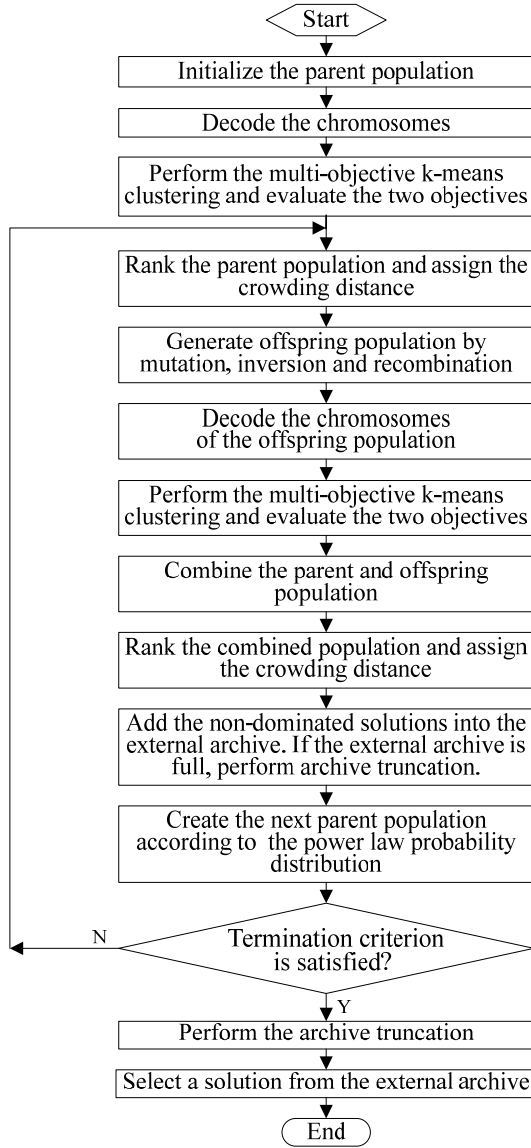 Start
Initialize the parent population
Decode the chromosomes
Perform the multi-objective k-means
clustering and evaluate the two objectives
Rank the parent population and assign the
crowding distance
Generate offspring population by
mutation, inversion and recombination
Decode the chromosomes
of the offspring population
Perform the multi-objective k-means
clustering and evaluate the two objectives
Combine the parent and offspring
population
Rank the combined population and assign
the crowding distance
Add the non-dominated solutions into the
external archive. If the external archive is
full, perform archive truncation.
Create the next parent population
according to the power law probability
distribution
N
Termination criterion
is satisfied?
Y
Perform the archive truncation
Select a solution from the external archive
End